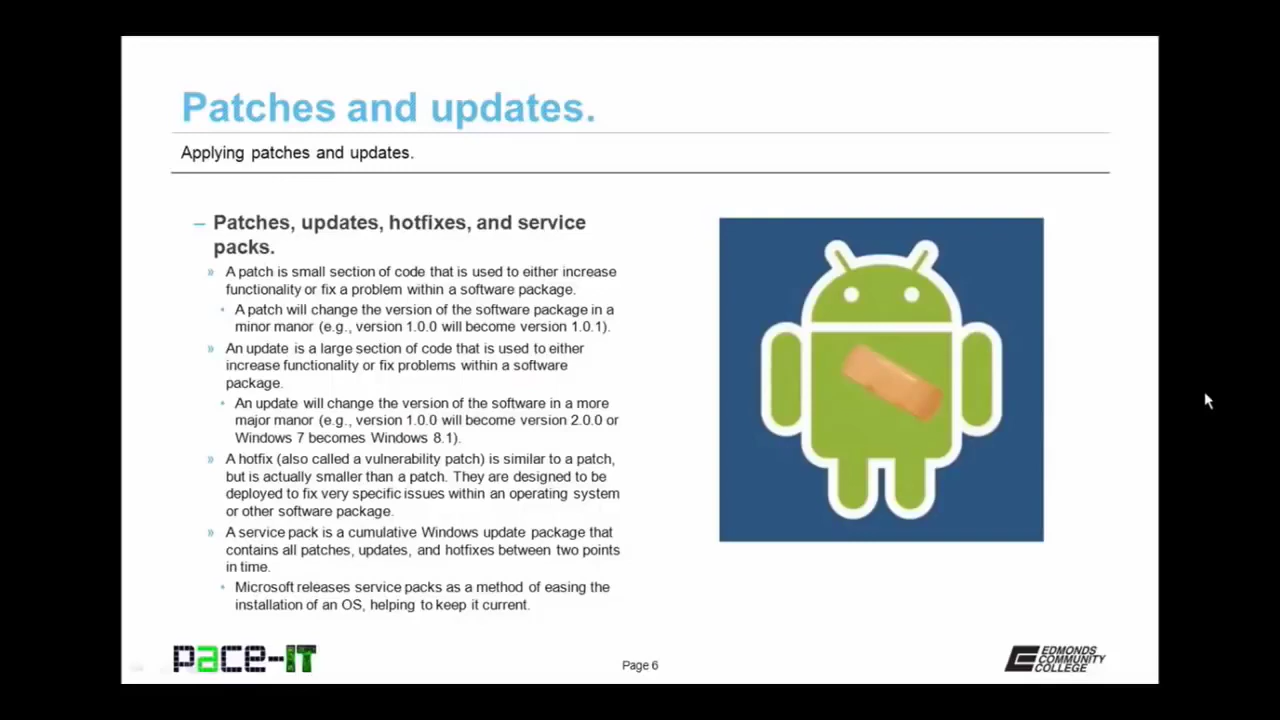 Patches and updates.
Applying patches and updates.
– Patches, updates, hotfixes, and service
packs.
» A patch is small section of code that is used to either increase
functionality or fix a problem within a software package.
• A patch will change the version of the software package in a
minor manor (e.g., version 1.0.0 will become version 1.0.1).
» An update is a large section of code that is used to either
increase functionality or fix problems within a software
package.
• An update will change the version of the software in a more
major manor (e.g., version 1.0.0 will become version 2.0.0 or
Windows 7 becomes Windows 8.1).
» A hotfix (also called a vulnerability patch) is similar to a patch,
but is actually smaller than a patch. They are designed to be
deployed to fix very specific issues within an operating system
or other software package.
» A service pack is a cumulative Windows update package that
contains all patches, updates, and hotfixes between two points
in time.
• Microsoft releases service packs as a method of easing the
installation of an OS, helping to keep it current.
pace-IT
Page 6
EDMONDS
COMMUNITY
COLLEGE